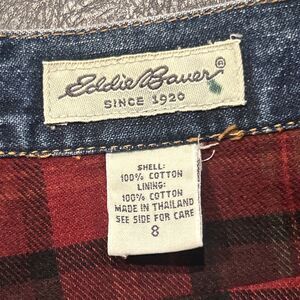 Eddie Bauer ®
SINCE 1920
SHELL:
100% COTTON
LINING:
100% COTTON
MADE IN THAILAND
SEE SIDE FOR CARE
8